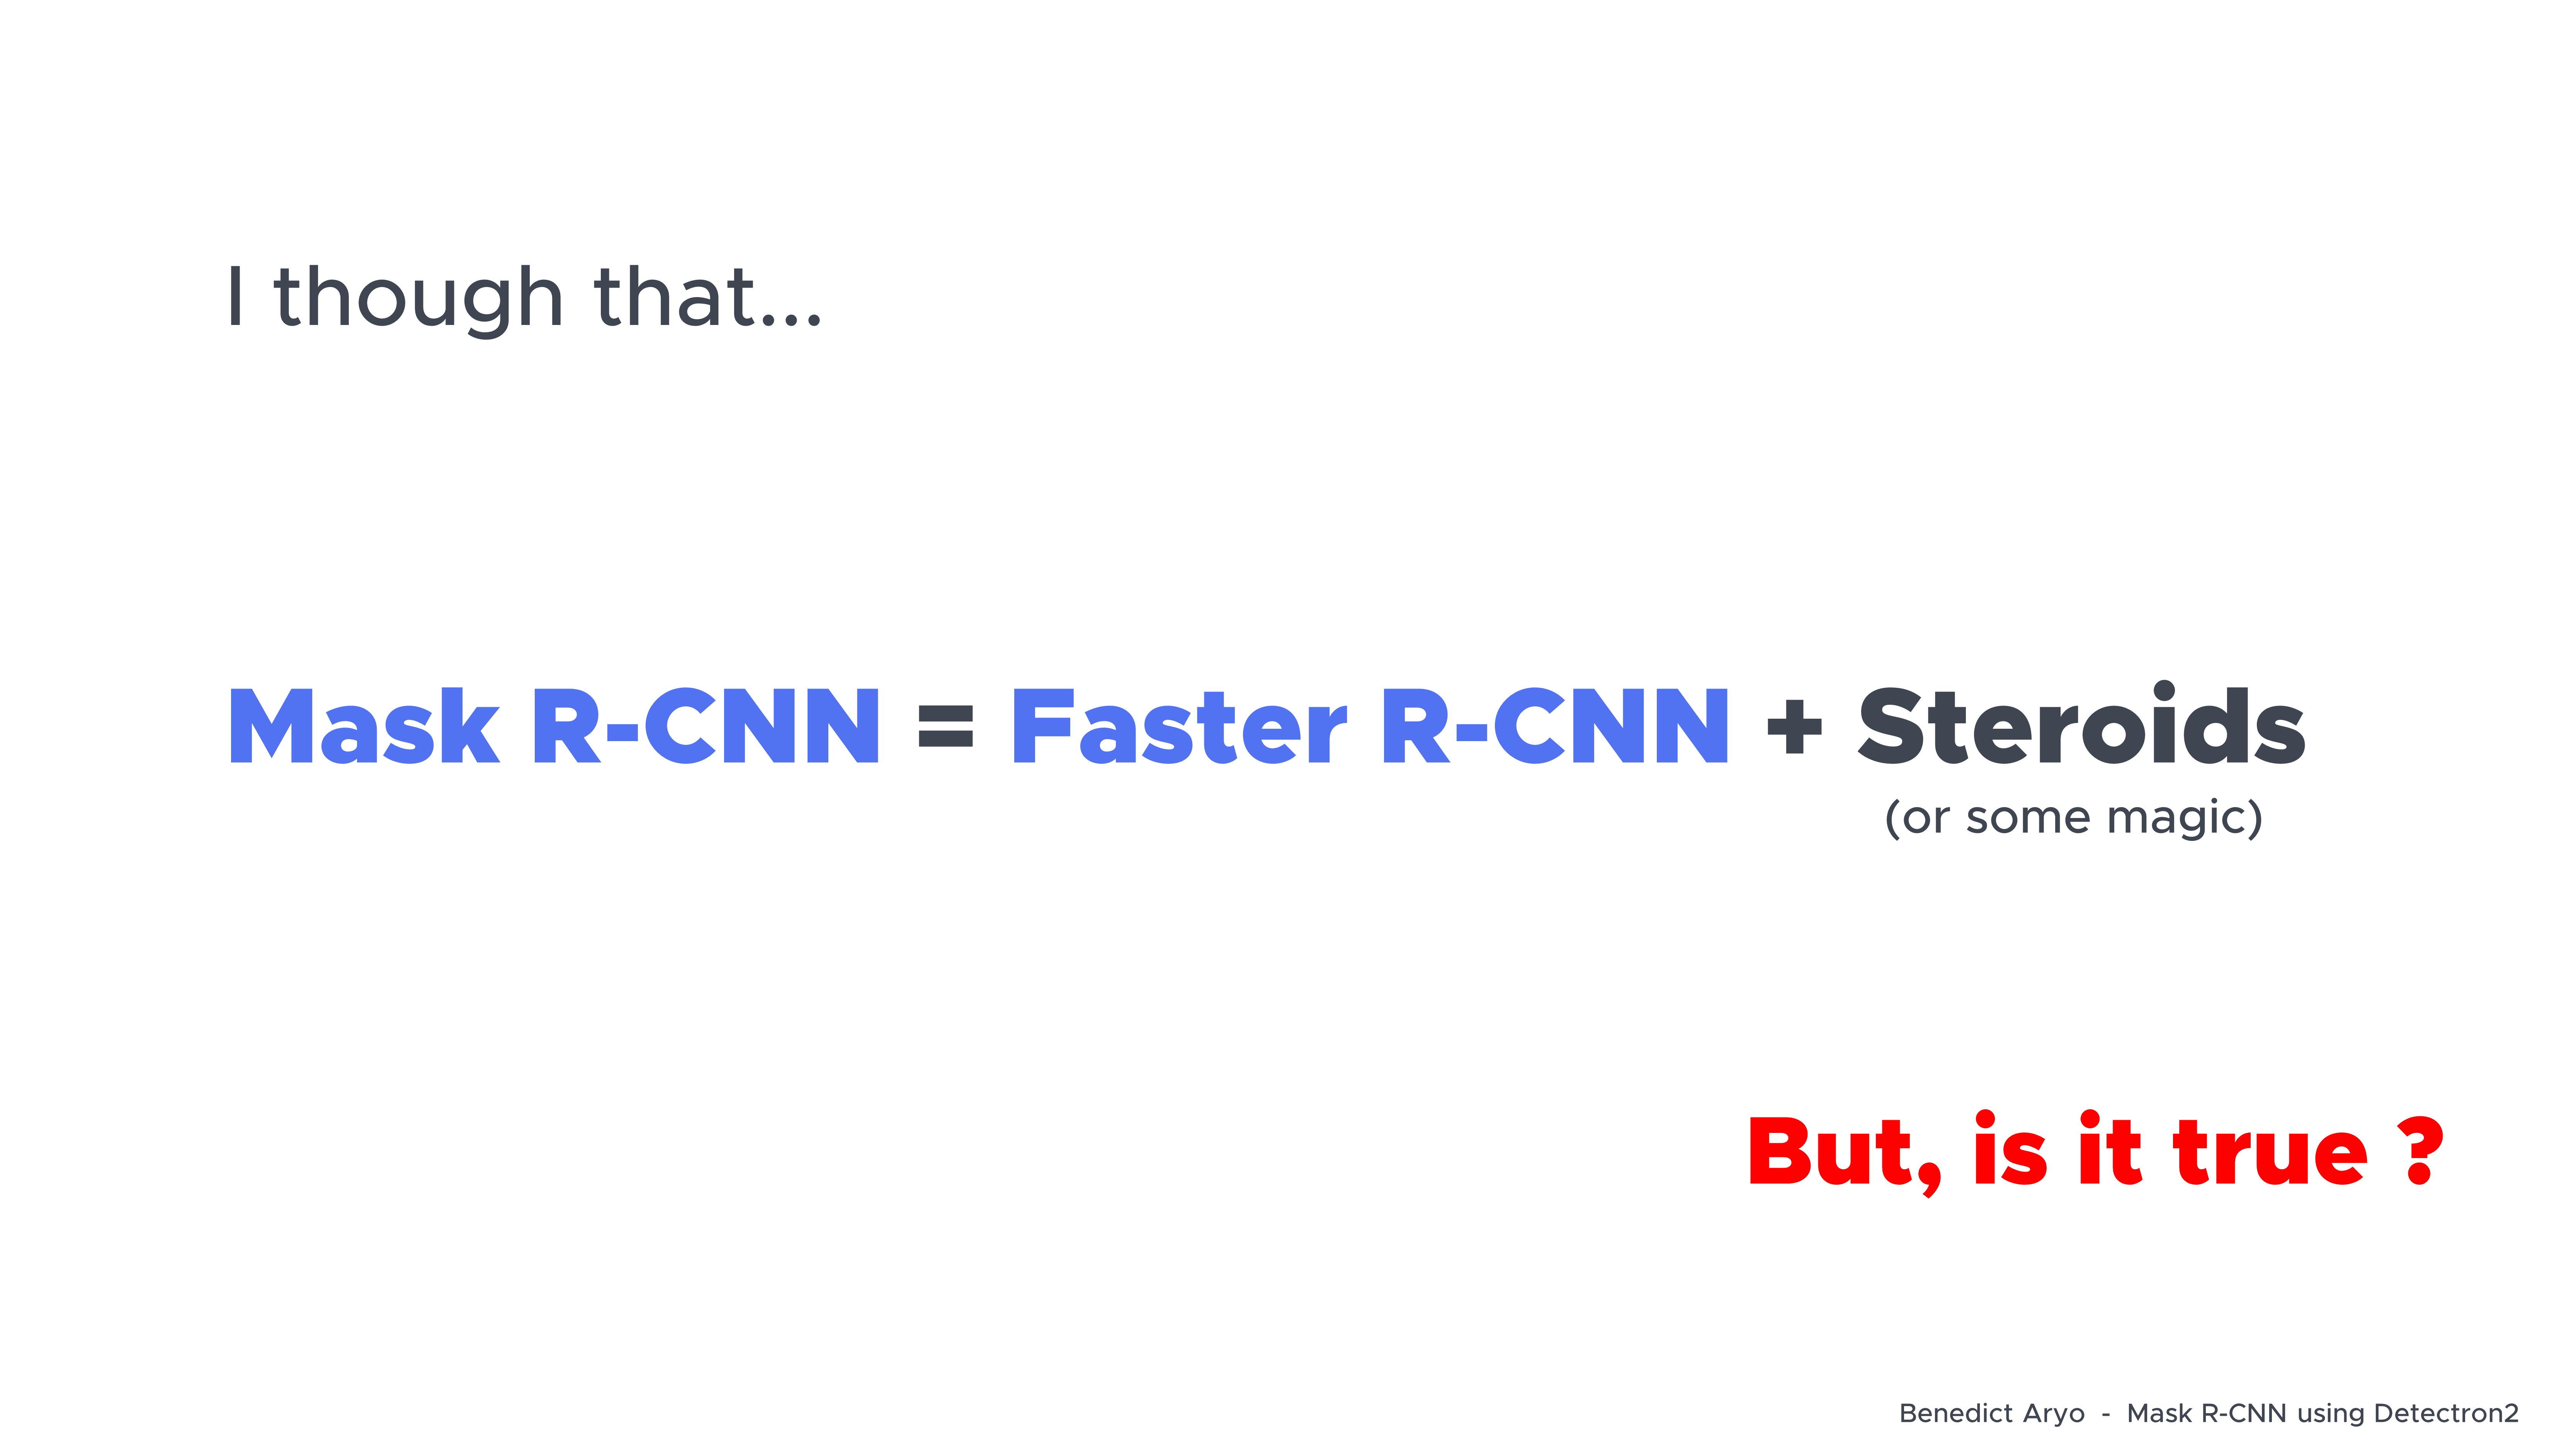 I though that...
Mask R-CNN = Faster R-CNN + Steroids
(or some magic)
But, is it true ?
Benedict Aryo - Mask R-CNN using Detectron2